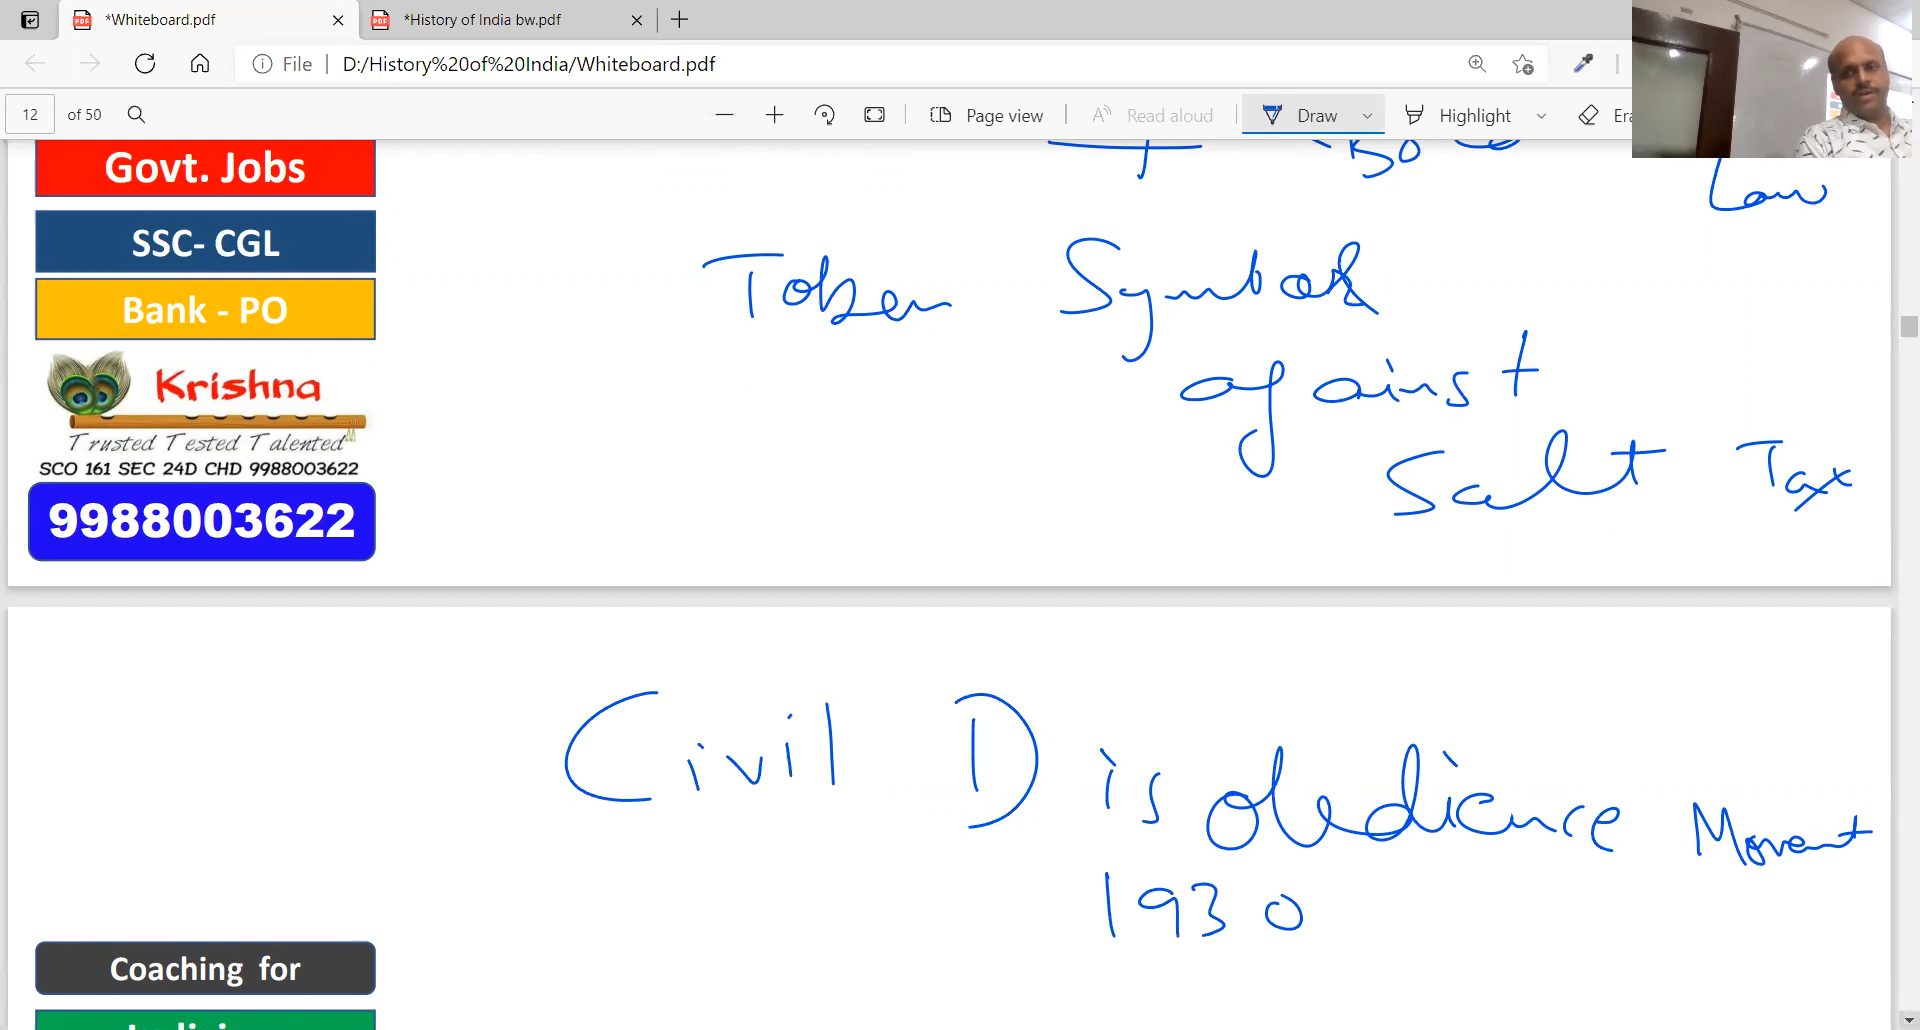 *Whiteboard.pdf
*History of India bw.pdf
File
D:/History%20of%20India/Whiteboard.pdf
12 of 50
Page view
Read aloud
Draw
Highlight
Govt. Jobs
Law
SSC- CGL
Token Symbol
Bank - PO
against
Krishna
Trusted Tested Talented
Salt Tax
SCO 161 SEC 24D CHD 9988003622
9988003622
Civil Disobedience Movement
1930
Coaching for